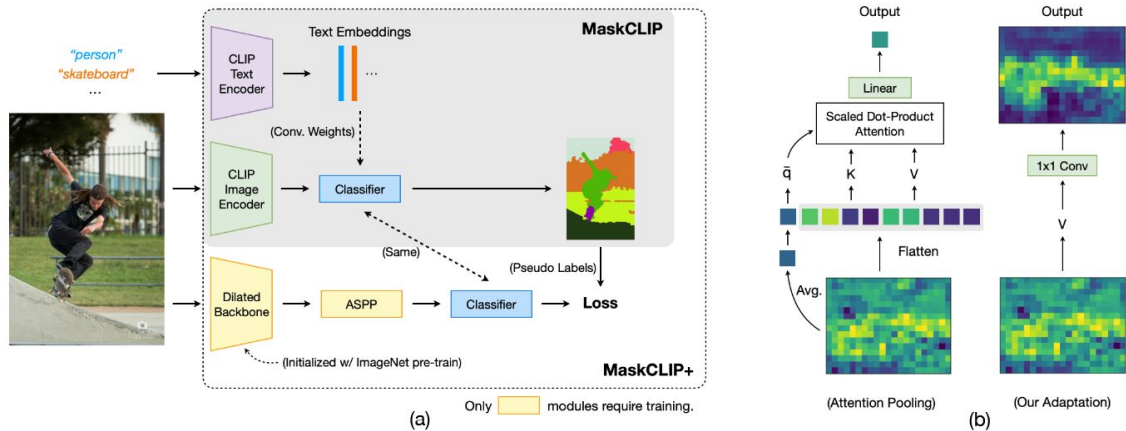 “person”
“skateboard”
...
CLIP
Text
Encoder
Text Embeddings
...
MaskCLIP
(Conv. Weights)
CLIP
Image
Encoder
Classifier
(Same)
(Pseudo Labels)
Dilated
Backbone
ASPP
Classifier
Loss
(Initialized w/ ImageNet pre-train)
MaskCLIP+
Only modules require training.
(a)
Output
Linear
Scaled Dot-Product
Attention
q̄
K
V
Flatten
Avg.
(Attention Pooling)
Output
1x1 Conv
V
(Our Adaptation)
(b)